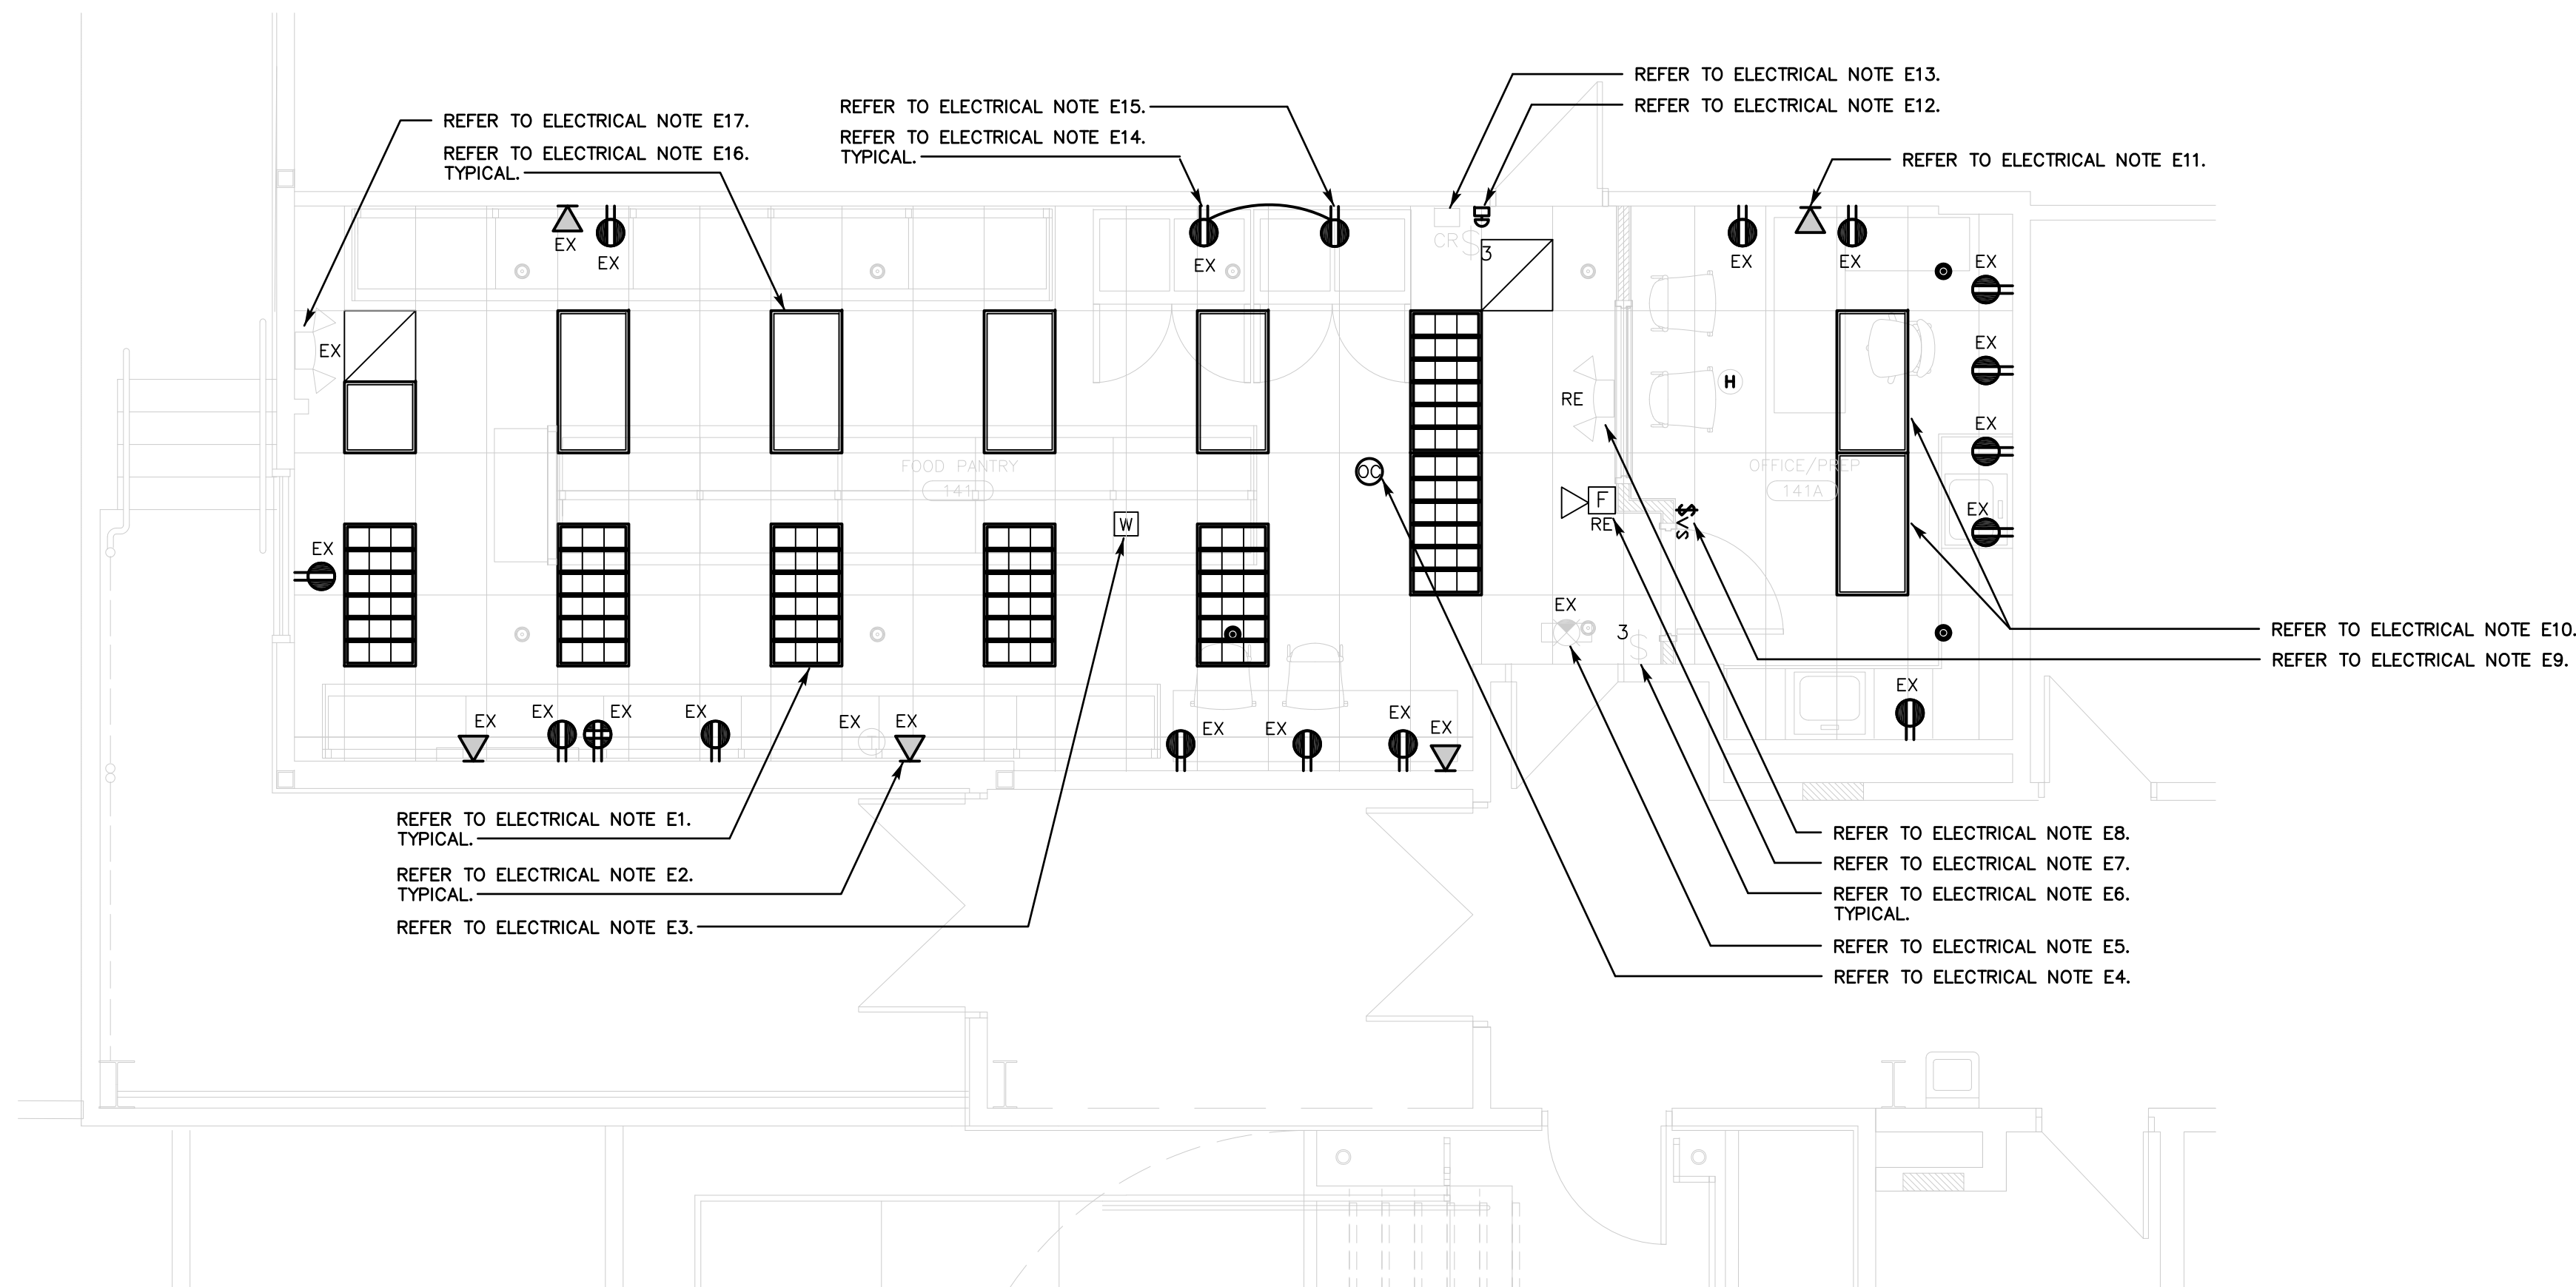 REFER TO ELECTRICAL NOTE E13.
REFER TO ELECTRICAL NOTE E12.
REFER TO ELECTRICAL NOTE E17.
REFER TO ELECTRICAL NOTE E16.
TYPICAL.
REFER TO ELECTRICAL NOTE E15.
REFER TO ELECTRICAL NOTE E14.
TYPICAL.
REFER TO ELECTRICAL NOTE E11.
EX
EX
EX
CR $
3
EX
EX
EX
EX
EX
EX
H
RE
EX
FOOD PANTRY
141
OC
OFFICE/PREP
141A
F
RE
W
$
VS
EX
EX
EX
3 $
REFER TO ELECTRICAL NOTE E10.
REFER TO ELECTRICAL NOTE E9.
EX
EX
EX
EX
EX
EX
T
EX
EX
EX
EX
EX
REFER TO ELECTRICAL NOTE E1.
TYPICAL.
REFER TO ELECTRICAL NOTE E2.
TYPICAL.
REFER TO ELECTRICAL NOTE E3.
REFER TO ELECTRICAL NOTE E8.
REFER TO ELECTRICAL NOTE E7.
REFER TO ELECTRICAL NOTE E6.
TYPICAL.
REFER TO ELECTRICAL NOTE E5.
REFER TO ELECTRICAL NOTE E4.